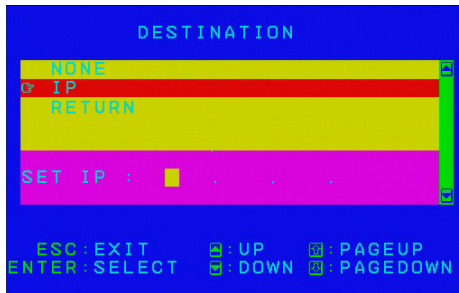 DESTINATION
NONE
☞ IP
RETURN
SET IP : . . .
ESC:EXIT ▲:UP ⇧:PAGEUP
ENTER:SELECT ▼:DOWN ⇩:PAGEDOWN